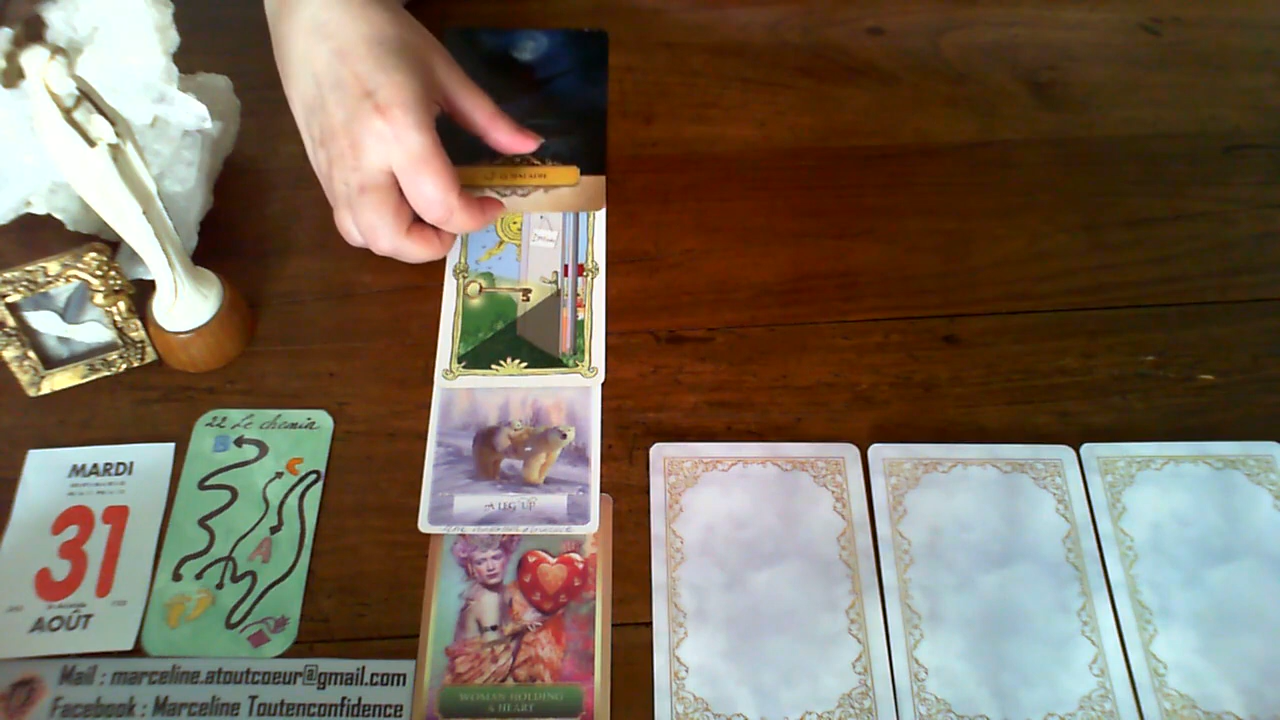 22 Le chemin
B
C
A
MARDI
31
AOÛT
A LEG UP
WOMAN HOLDING
A HEART
Mail : marceline.atoutcoeur@gmail.com
Facebook : Marceline Toutenconfidence